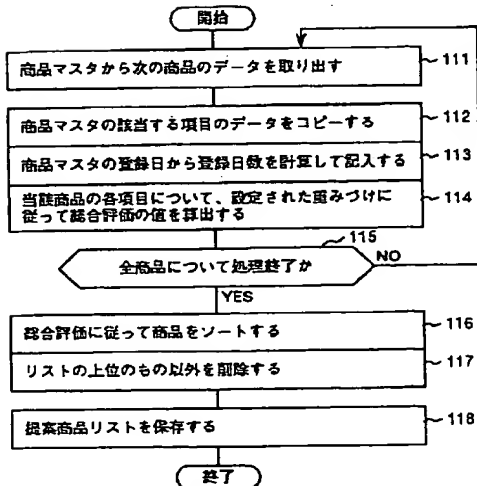 開始
商品マスタから次の商品のデータを取り出す
111
商品マスタの該当する項目のデータをコピーする
112
商品マスタの登録日から登録日数を計算して記入する
113
当該商品の各項目について、設定された重みづけに
従って総合評価の値を算出する
114
115
全商品について処理終了か
NO
YES
総合評価に従って商品をソートする
116
リストの上位のもの以外を削除する
117
提案商品リストを保存する
118
終了